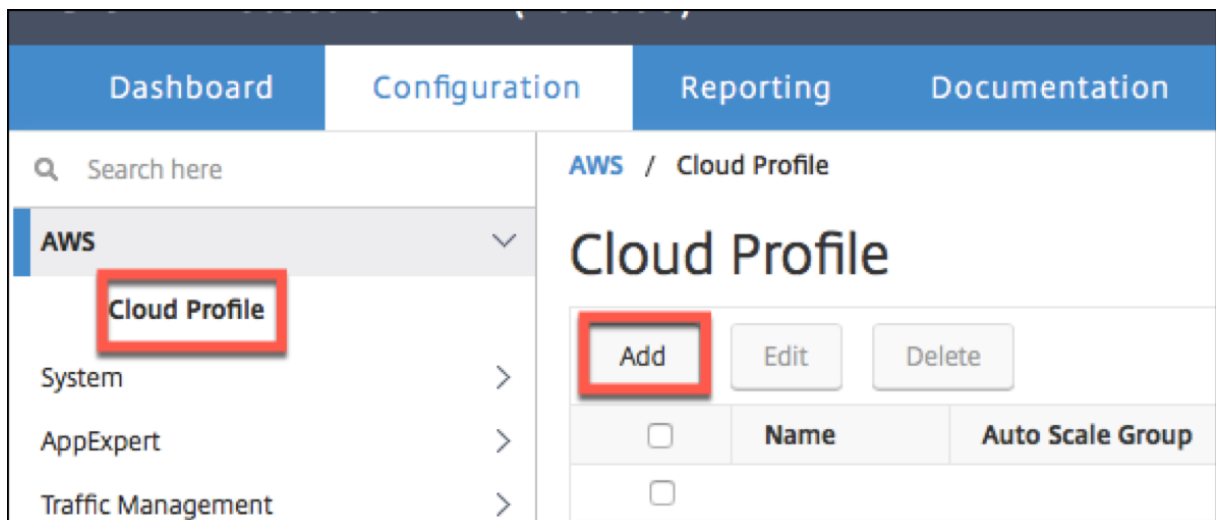 Dashboard Configuration Reporting Documentation
Search here
AWS / Cloud Profile
AWS
Cloud Profile
Cloud Profile
Add Edit Delete
System
AppExpert
Name Auto Scale Group
Traffic Management